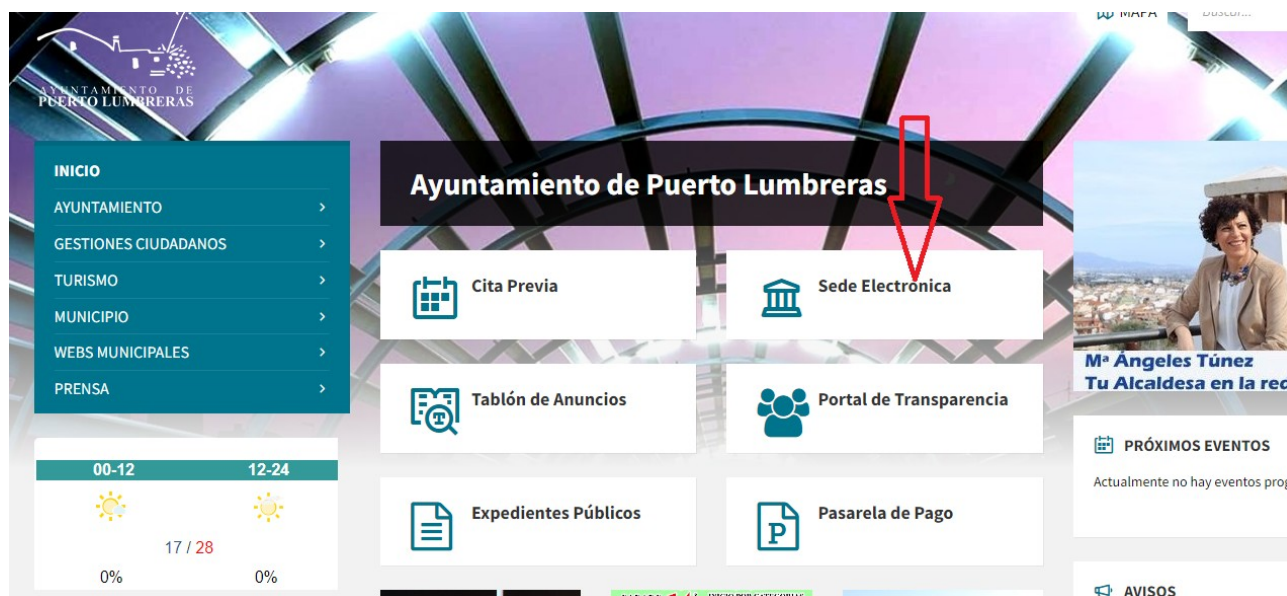 MAPA
Buscar...
AYUNTAMIENTO DE
PUERTO LUMBRERAS
INICIO
AYUNTAMIENTO
GESTIONES CIUDADANOS
TURISMO
MUNICIPIO
WEBS MUNICIPALES
PRENSA
00-12 12-24
17 / 28
0% 0%
Ayuntamiento de Puerto Lumbreras
Cita Previa
Sede Electrónica
Tablón de Anuncios
Portal de Transparencia
Expedientes Públicos
Pasarela de Pago
Mª Ángeles Túnez
Tu Alcaldesa en la red
PRÓXIMOS EVENTOS
Actualmente no hay eventos
AVISOS